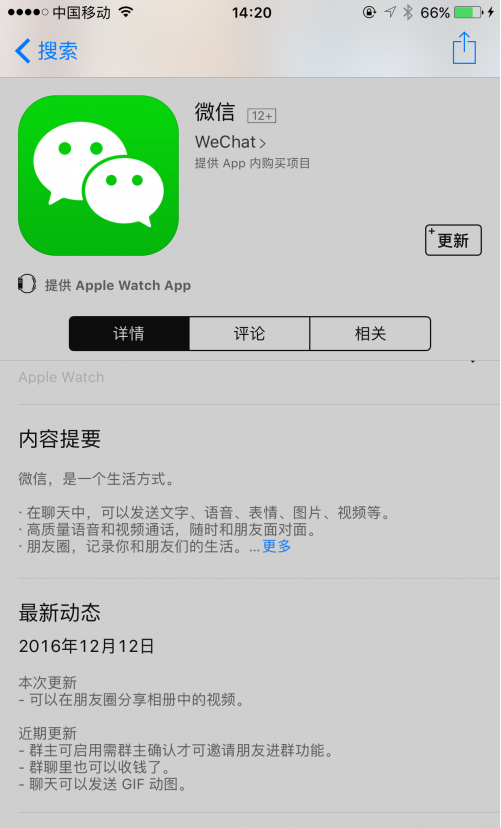 中国移动 14:20 66%
搜索
微信 12+
WeChat
提供 App 内购买项目
更新
提供 Apple Watch App
详情 评论 相关
Apple Watch
内容提要
微信，是一个生活方式。
· 在聊天中，可以发送文字、语音、表情、图片、视频等。
· 高质量语音和视频通话，随时和朋友面对面。
· 朋友圈，记录你和朋友们的生活。...更多
最新动态
2016年12月12日
本次更新
- 可以在朋友圈分享相册中的视频。
近期更新
- 群主可启用需群主确认才可邀请朋友进群功能。
- 群聊里也可以收钱了。
- 聊天可以发送 GIF 动图。